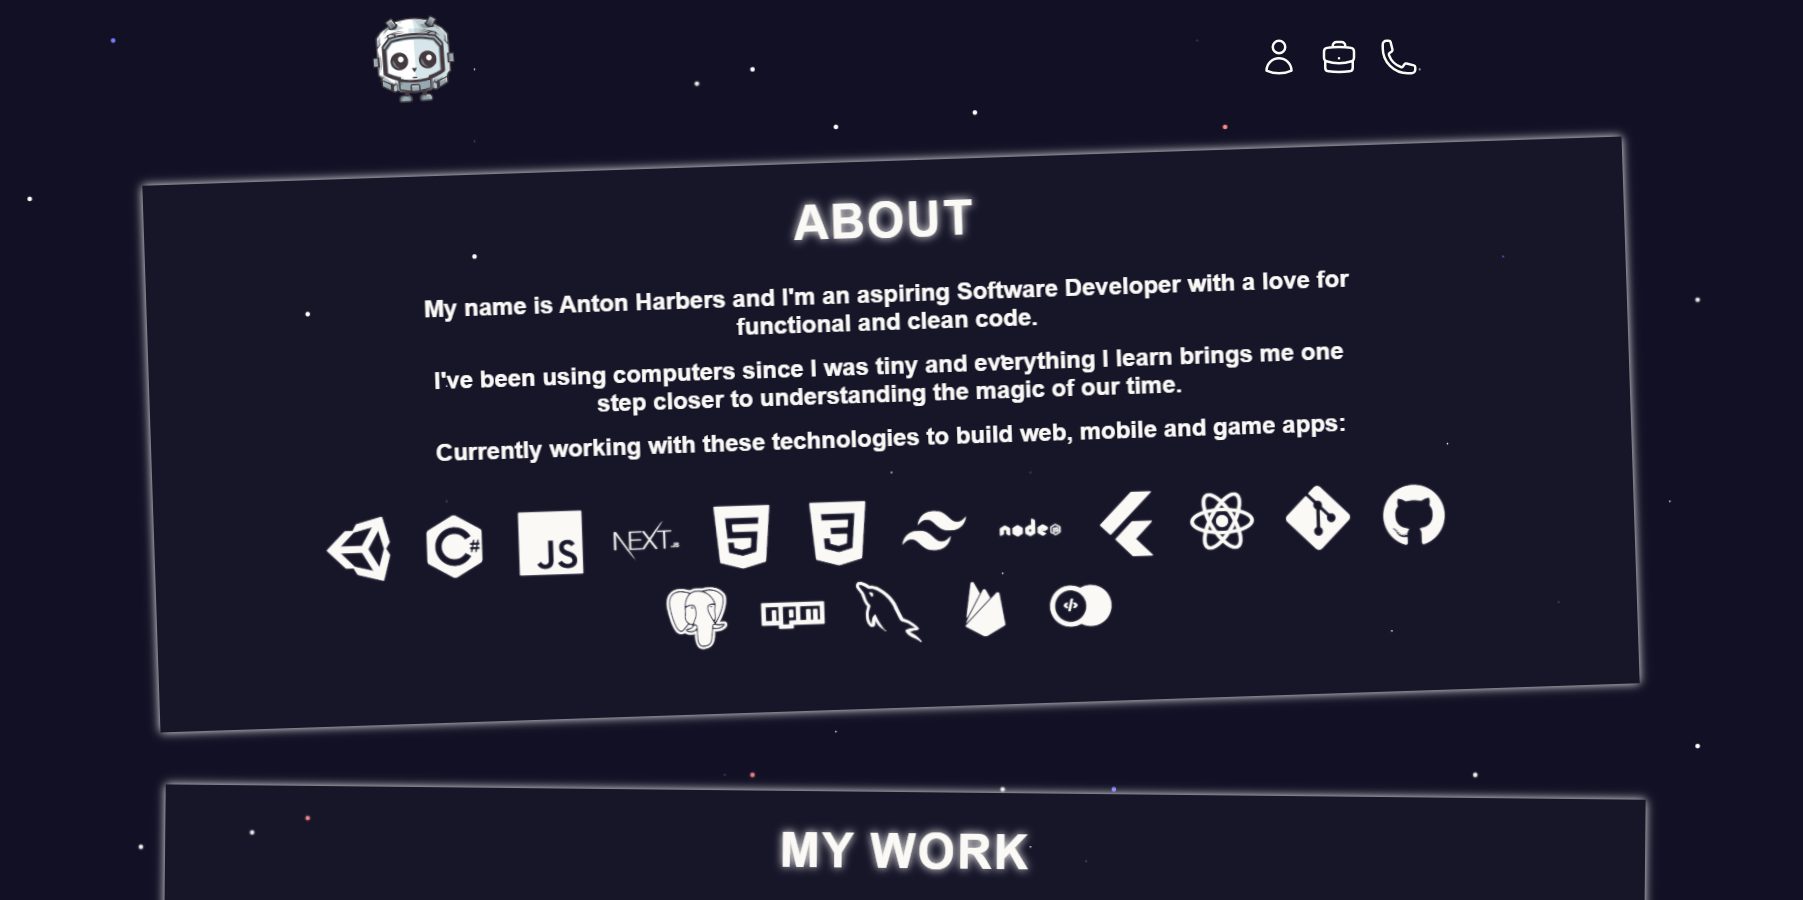 ABOUT
My name is Anton Harbers and I'm an aspiring Software Developer with a love for
functional and clean code.
I've been using computers since I was tiny and everything I learn brings me one
step closer to understanding the magic of our time.
Currently working with these technologies to build web, mobile and game apps:
C#
JS
NEXT.JS
5
3
node
npm
</>
MY WORK